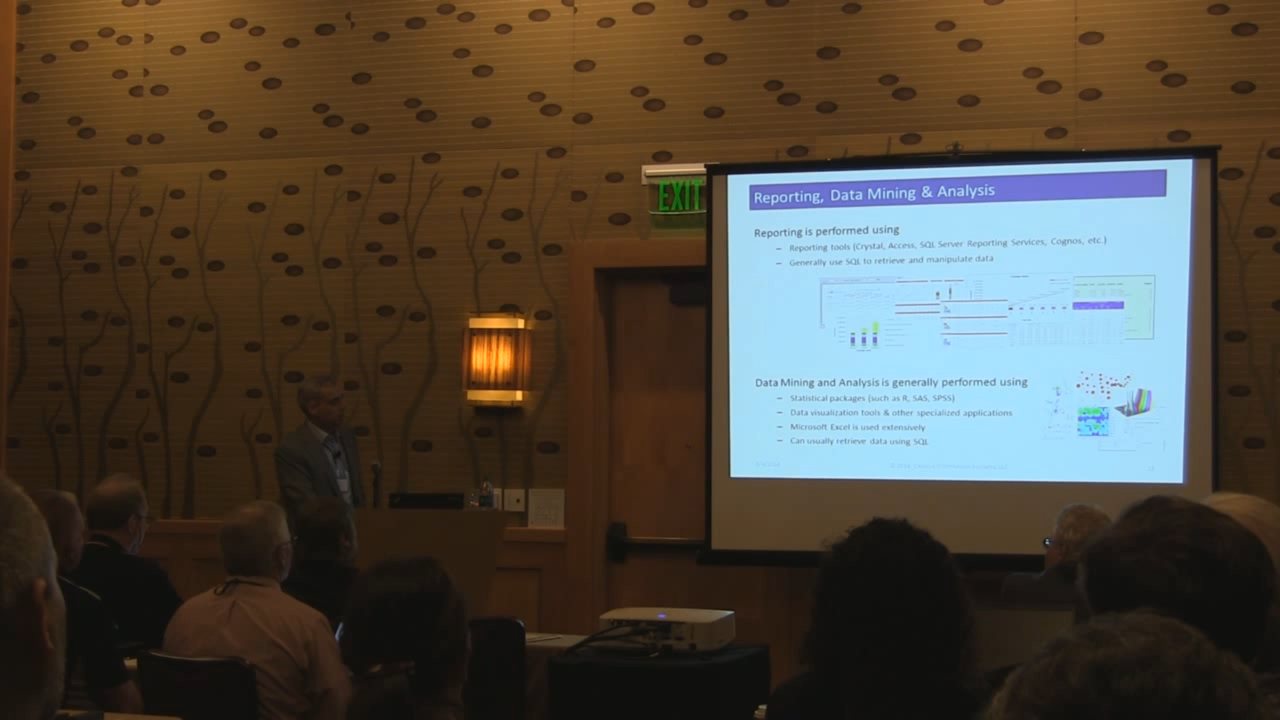 EXIT
Reporting, Data Mining & Analysis
Reporting is performed using
– Reporting tools (Crystal, Access, SQL Server Reporting Services, Cognos, etc.)
– Generally use SQL to retrieve and manipulate data
Data Mining and Analysis is generally performed using
– Statistical packages (such as R, SAS, SPSS)
– Data visualization tools & other specialized applications
– Microsoft Excel is used extensively
– Can usually retrieve data using SQL